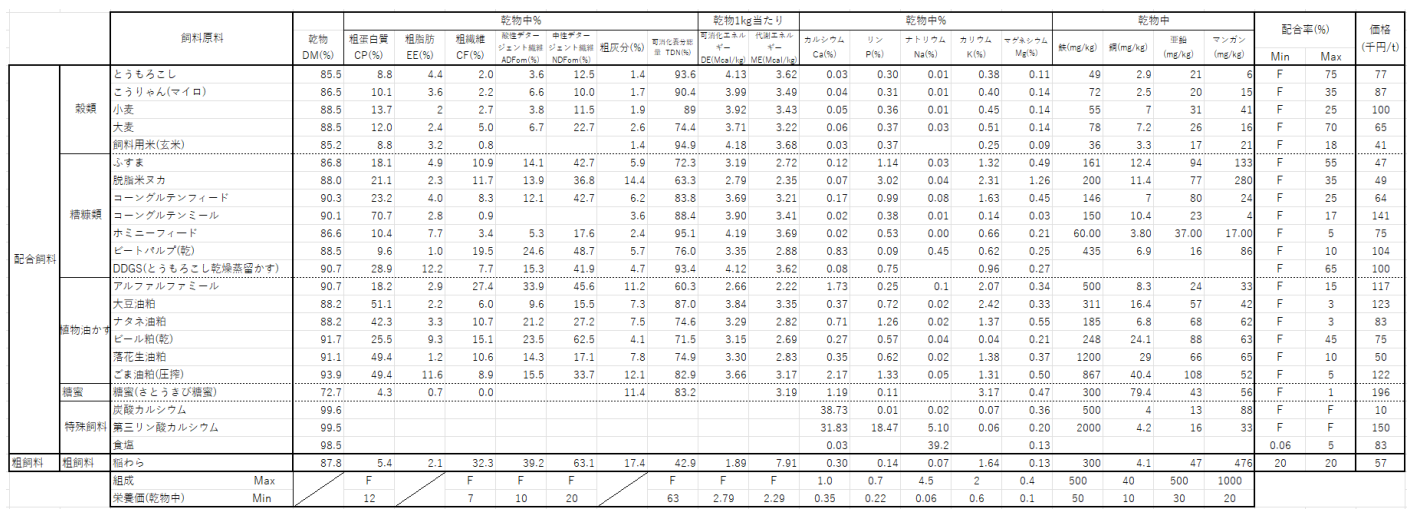 飼料原料 乾物 DM(%) 乾物中% 乾物1kg当たり 乾物中% 乾物中 配合率(%) 価格 (千円/t)
粗蛋白質 CP(%) 粗脂肪 EE(%) 粗繊維 CF(%) 酸性デタージェント繊維 ADFom(%) 中性デタージェント繊維 NDFom(%) 粗灰分(%) 可消化養分総量 TDN(%) 可消化エネルギー DE(Mcal/kg) 代謝エネルギー ME(Mcal/kg) カルシウム Ca(%) リン P(%) ナトリウム Na(%) カリウム K(%) マグネシウム Mg(%) 鉄(mg/kg) 銅(mg/kg) 亜鉛 (mg/kg) マンガン (mg/kg) Min Max
配合飼料
穀類
とうもろこし 85.5 8.8 4.4 2.0 3.6 12.5 1.4 93.6 4.13 3.62 0.03 0.30 0.01 0.38 0.11 49 2.9 21 6 F 75 77
こうりゃん(マイロ) 86.5 10.1 3.6 2.2 6.6 10.0 1.7 90.4 3.99 3.49 0.04 0.31 0.01 0.40 0.14 72 2.5 20 15 F 35 87
小麦 88.5 13.7 2 2.7 3.8 11.5 1.9 89 3.92 3.43 0.05 0.36 0.01 0.45 0.14 55 7 31 41 F 25 100
大麦 88.5 12.0 2.4 5.0 6.7 22.7 2.6 74.4 3.71 3.22 0.06 0.37 0.03 0.51 0.14 78 7.2 26 16 F 70 65
飼料用米(玄米) 85.2 8.8 3.2 0.8 1.4 94.9 4.18 3.68 0.03 0.37 0.25 0.09 36 3.3 17 21 F 18 41
糟糠類
ふすま 86.8 18.1 4.9 10.9 14.1 42.7 5.9 72.3 3.19 2.72 0.12 1.14 0.03 1.32 0.49 161 12.4 94 133 F 55 47
脱脂米ヌカ 88.0 21.1 2.3 11.7 13.9 36.8 14.4 63.3 2.79 2.35 0.07 3.02 0.04 2.31 1.26 200 11.4 77 280 F 35 49
コーングルテンフィード 90.3 23.2 4.0 8.3 12.1 42.7 6.2 83.8 3.69 3.21 0.17 0.99 0.08 1.63 0.45 146 7 80 24 F 25 64
コーングルテンミール 90.1 70.7 2.8 0.9 3.6 88.4 3.90 3.41 0.02 0.38 0.01 0.14 0.03 150 10.4 23 4 F 17 141
ホミニーフィード 86.6 10.4 7.7 3.4 5.3 17.6 2.4 95.1 4.19 3.69 0.02 0.53 0.00 0.66 0.21 60.00 3.80 37.00 17.00 F 5 75
ビートパルプ(乾) 88.5 9.6 1.0 19.5 24.6 48.7 5.7 76.0 3.35 2.88 0.83 0.09 0.45 0.62 0.25 435 6.9 16 86 F 10 104
DDGS(とうもろこし乾燥蒸留かす) 90.7 28.9 12.2 7.7 15.3 41.9 4.7 93.4 4.12 3.62 0.08 0.75 0.96 0.27 F 65 100
植物油かす
アルファルファミール 90.7 18.2 2.9 27.4 33.9 45.6 11.2 60.3 2.66 2.22 1.73 0.25 0.1 2.07 0.34 500 8.3 24 33 F 15 117
大豆油粕 88.2 51.1 2.2 6.0 9.6 15.5 7.3 87.0 3.84 3.35 0.37 0.72 0.02 2.42 0.33 311 16.4 57 42 F 3 123
ナタネ油粕 88.2 42.3 3.3 10.7 21.2 27.2 7.5 74.6 3.29 2.82 0.71 1.26 0.02 1.37 0.55 185 6.8 68 62 F 3 83
ビール粕(乾) 91.7 25.5 9.3 15.1 23.5 62.5 4.1 71.5 3.15 2.69 0.27 0.57 0.04 0.04 0.21 248 24.1 88 63 F 45 75
落花生油粕 91.1 49.4 1.2 10.6 14.3 17.1 7.8 74.9 3.30 2.83 0.35 0.62 0.02 1.38 0.37 1200 29 66 65 F 10 50
ごま油粕(圧搾) 93.9 49.4 11.6 8.9 15.5 33.7 12.1 82.9 3.66 3.17 2.17 1.33 0.05 1.31 0.50 867 40.4 108 52 F 5 122
糖蜜 糖蜜(さとうきび糖蜜) 72.7 4.3 0.7 0.0 11.4 83.2 3.19 1.19 0.11 3.17 0.47 300 79.4 43 56 F 1 196
特殊飼料
炭酸カルシウム 99.6 38.73 0.01 0.02 0.07 0.36 500 4 13 88 F F 10
第三リン酸カルシウム 99.5 31.83 18.47 5.10 0.06 0.20 2000 4.2 16 33 F F 150
食塩 98.5 0.03 39.2 0.13 0.06 5 83
粗飼料 粗飼料 稲わら 87.8 5.4 2.1 32.3 39.2 63.1 17.4 42.9 1.89 7.91 0.30 0.14 0.07 1.64 0.13 300 4.1 47 476 20 20 57
組成 Max F F F F F F F 1.0 0.7 4.5 2 0.4 500 40 500 1000
栄養価(乾物中) Min 12 7 10 20 63 2.79 2.29 0.35 0.22 0.06 0.6 0.1 50 10 30 20